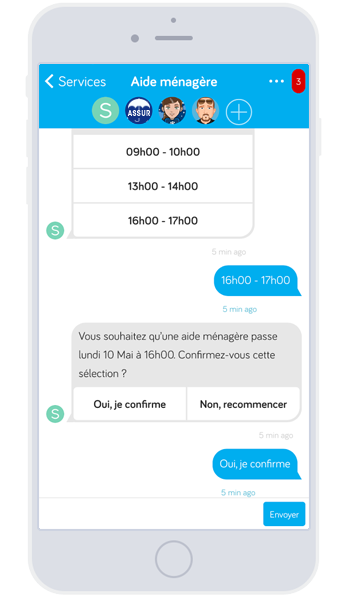 Services
Aide ménagère
3
S
ASSUR
09h00 - 10h00
13h00 - 14h00
16h00 - 17h00
S
5 min ago
16h00 - 17h00
5 min ago
Vous souhaitez qu'une aide ménagère passe
lundi 10 Mai à 16h00. Confirmez-vous cette
sélection ?
Oui, je confirme
Non, recommencer
S
5 min ago
Oui, je confirme
5 min ago
Envoyer